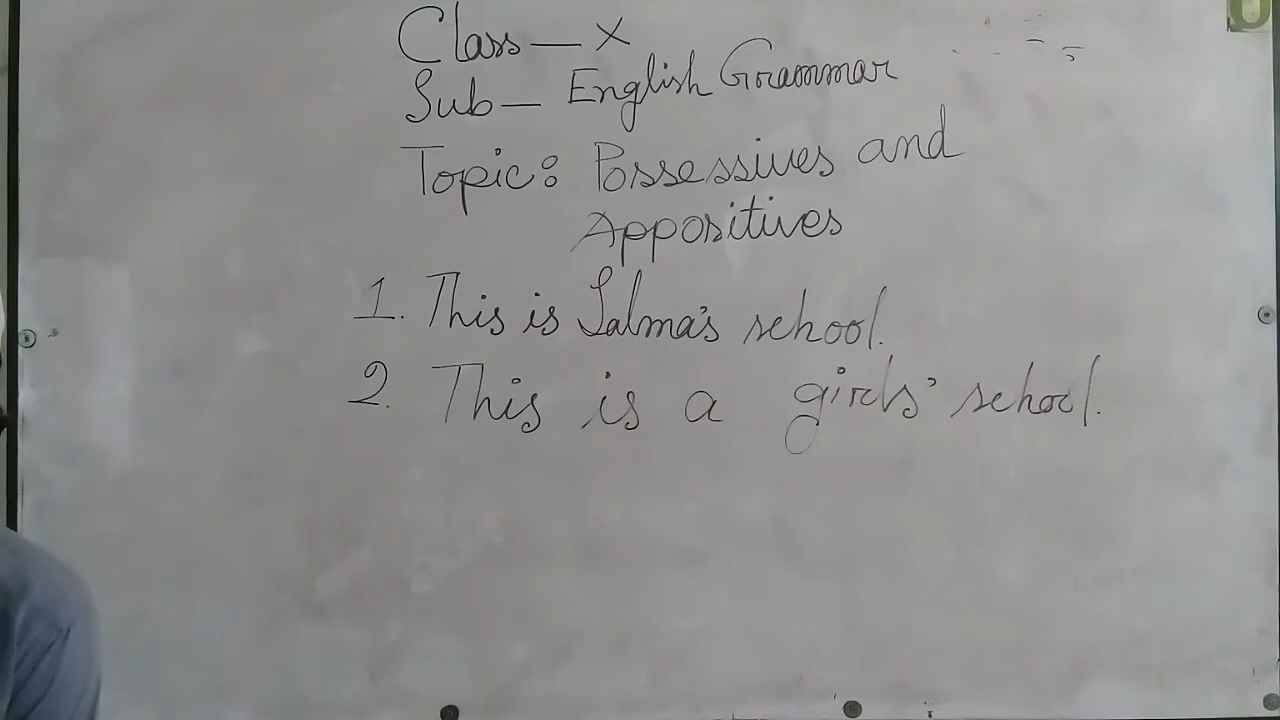 Class — X
Sub — English Grammar
Topic: Possessives and
Appositives
1. This is Salma's school.
2. This is a girls' school.